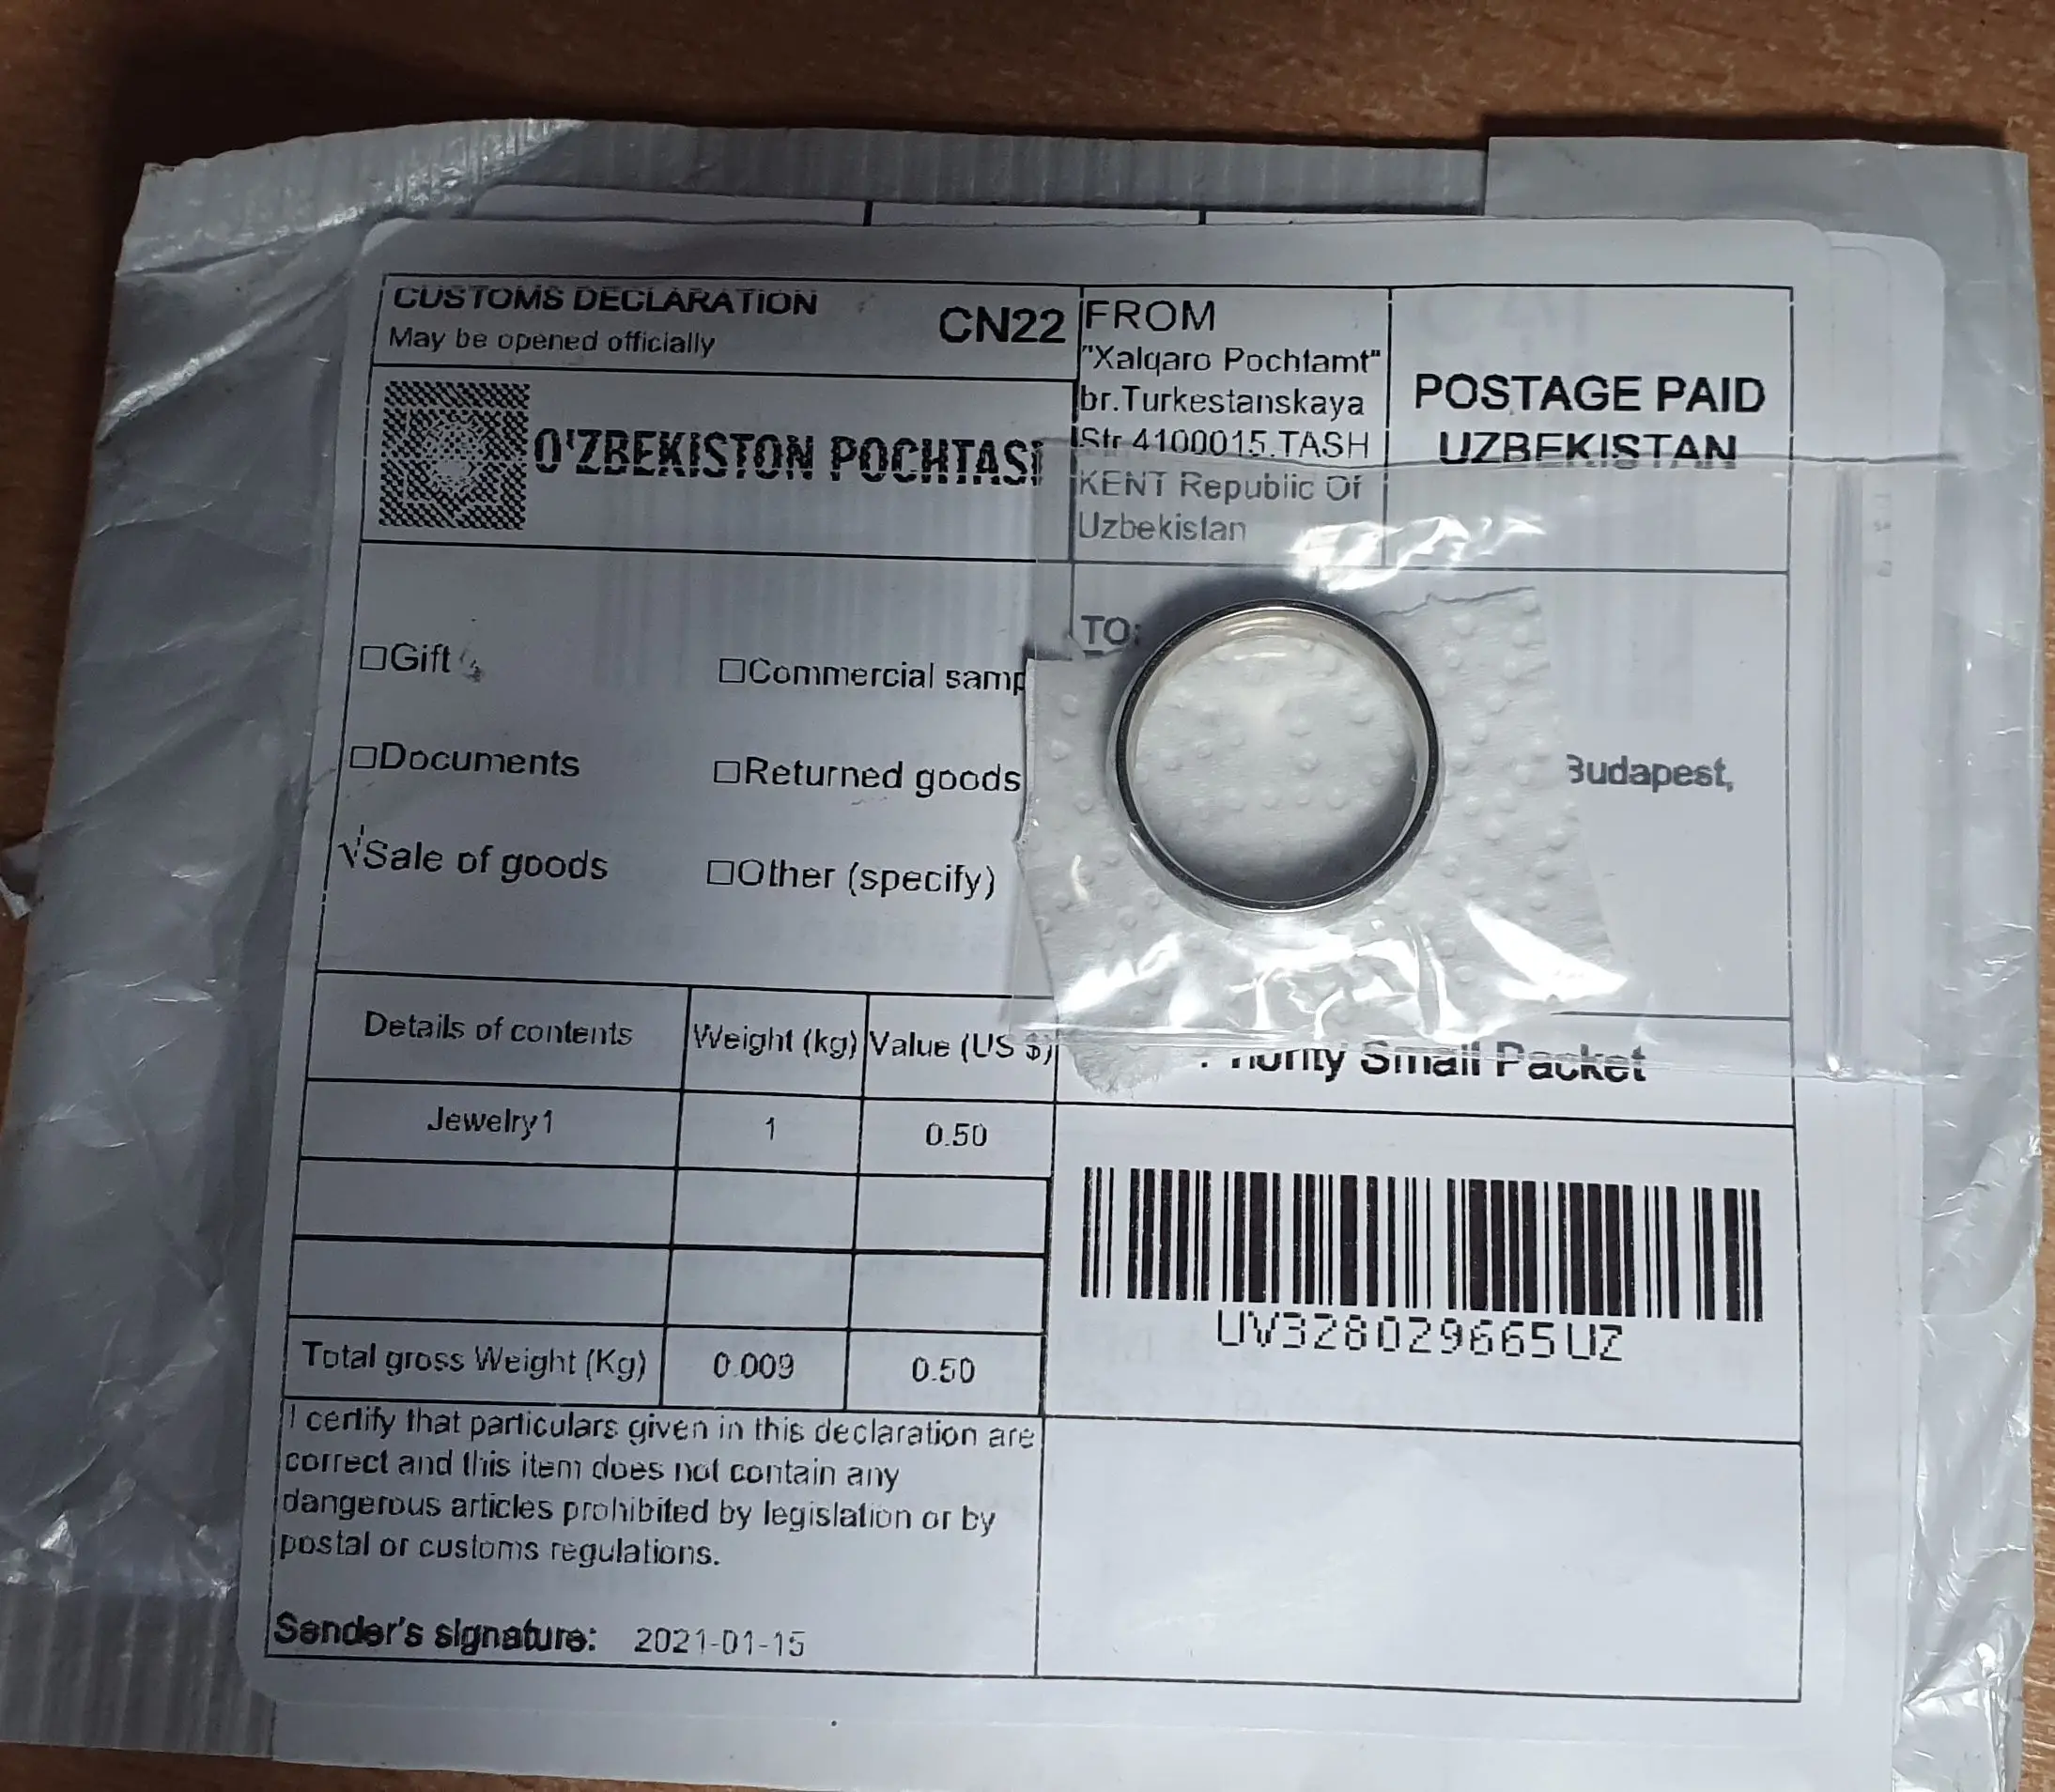 CUSTOMS DECLARATION
May be opened officially
CN22
O'ZBEKISTON POCHTASI
FROM
"Xalqaro Pochtamt"
br.Turkestanskaya
Str 4100015.TASH
KENT Republic Of
Uzbekistan
POSTAGE PAID
UZBEKISTAN
□Gift
□Commercial samp
□Documents
□Returned goods
√Sale of goods
□Other (specify)
TO:
Budapest,
Details of contents Weight (kg) Value (US $)
Jewelry1 1 0.50
Total gross Weight (Kg) 0.009 0.50
I certify that particulars given in this declaration are
correct and this item does not contain any
dangerous articles prohibited by legislation or by
postal or customs regulations.
Sender's signature: 2021-01-15
Priority Small Packet
UV328029665UZ